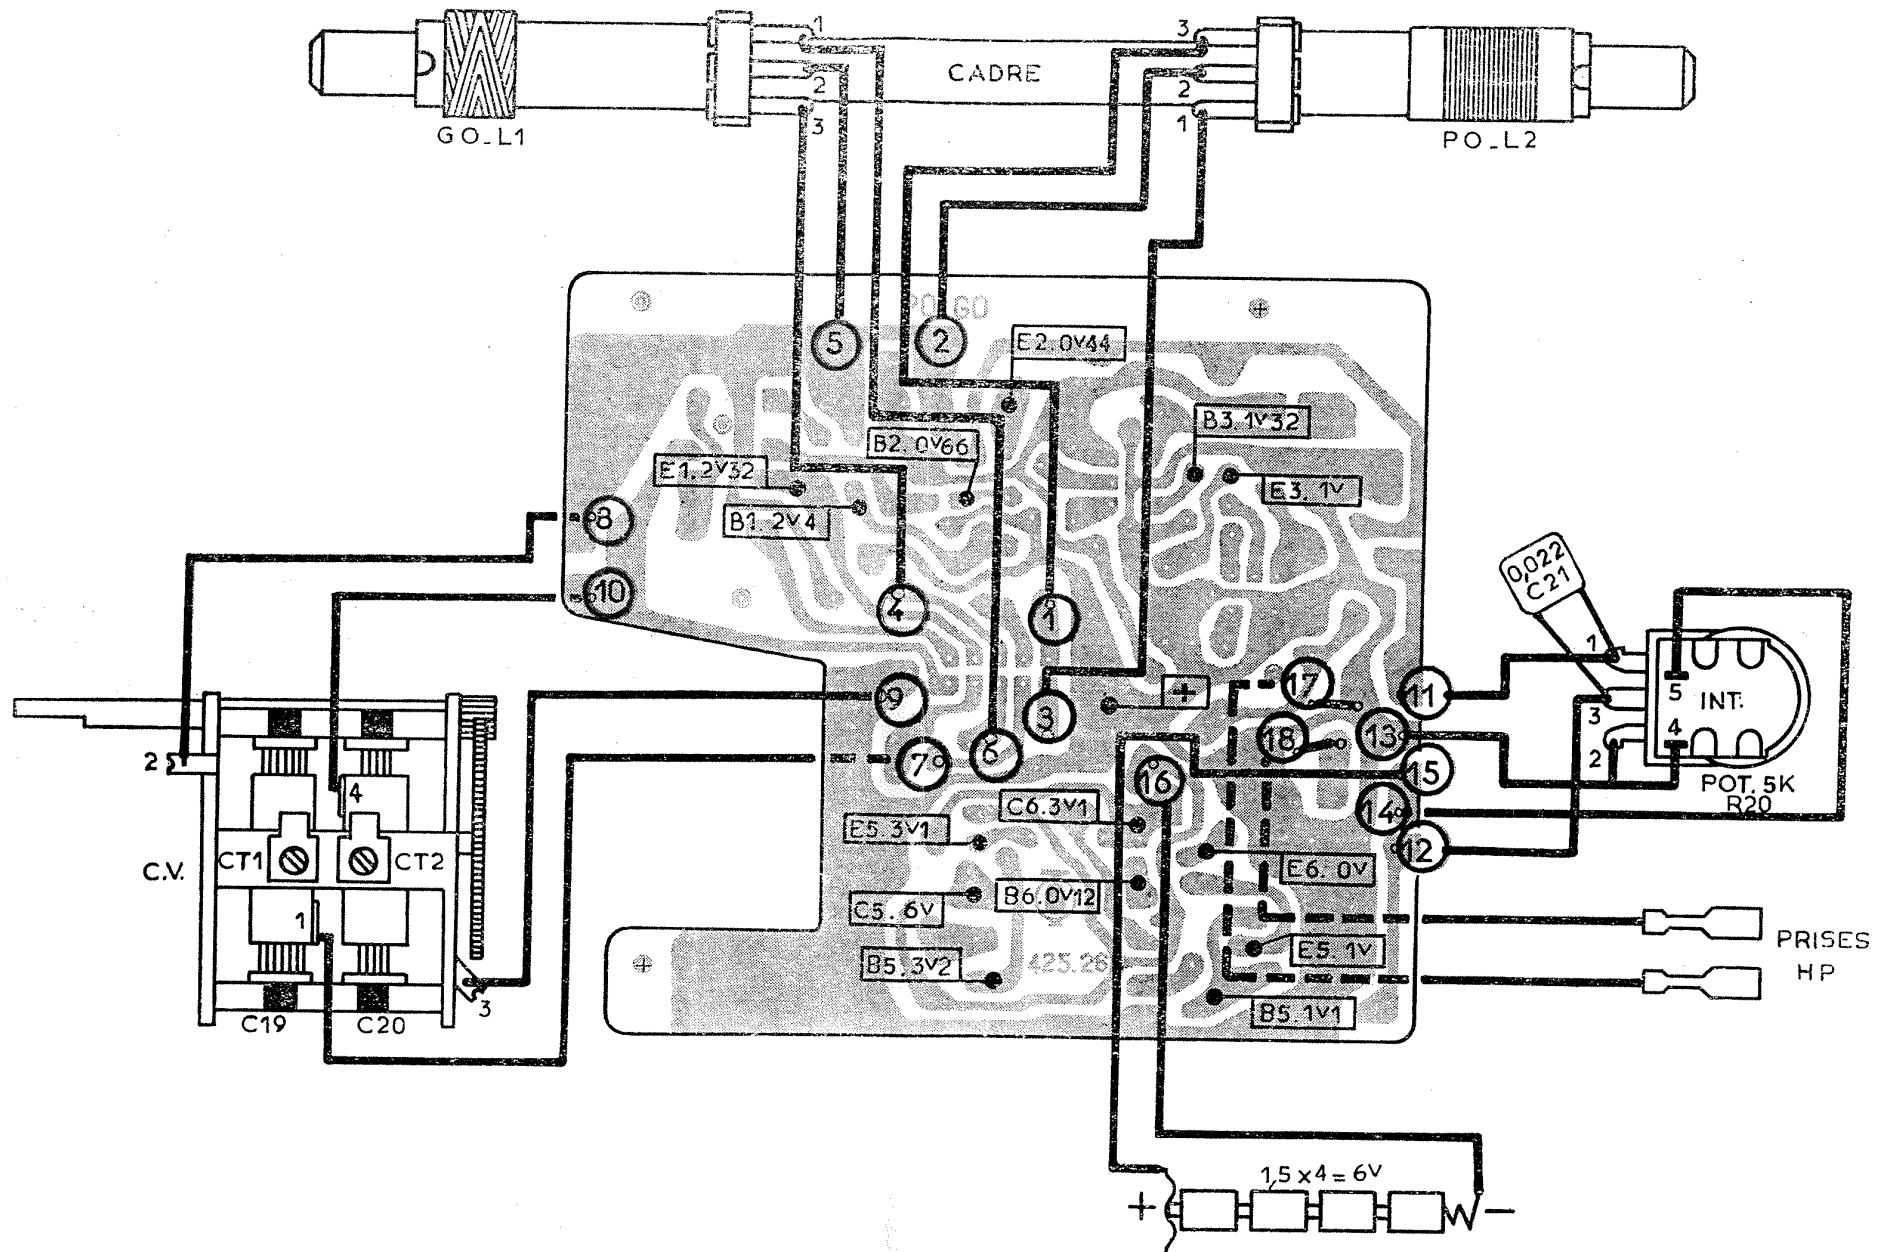 1
3
CADRE
2
2
3
1
GO_L1
PO_L2
PO.GO
5
2
E2.0V44
B3.1V32
B2.0V66
E1.2V32
E3.1V
B1.2V4
8
10
4
1
0,022
C21
1
5
INT.
3
4
2
POT.5K
R20
9
3
+
17
11
18
13
7
6
16
15
14
12
2
4
C.V.
CT1
CT2
1
3
C19
C20
C6.3V1
E5.3V1
E6.0V
C5.6V
B6.0V12
B5.3V2
425.26
E5.1V
B5.1V1
PRISES
HP
1,5x4=6V
+
-